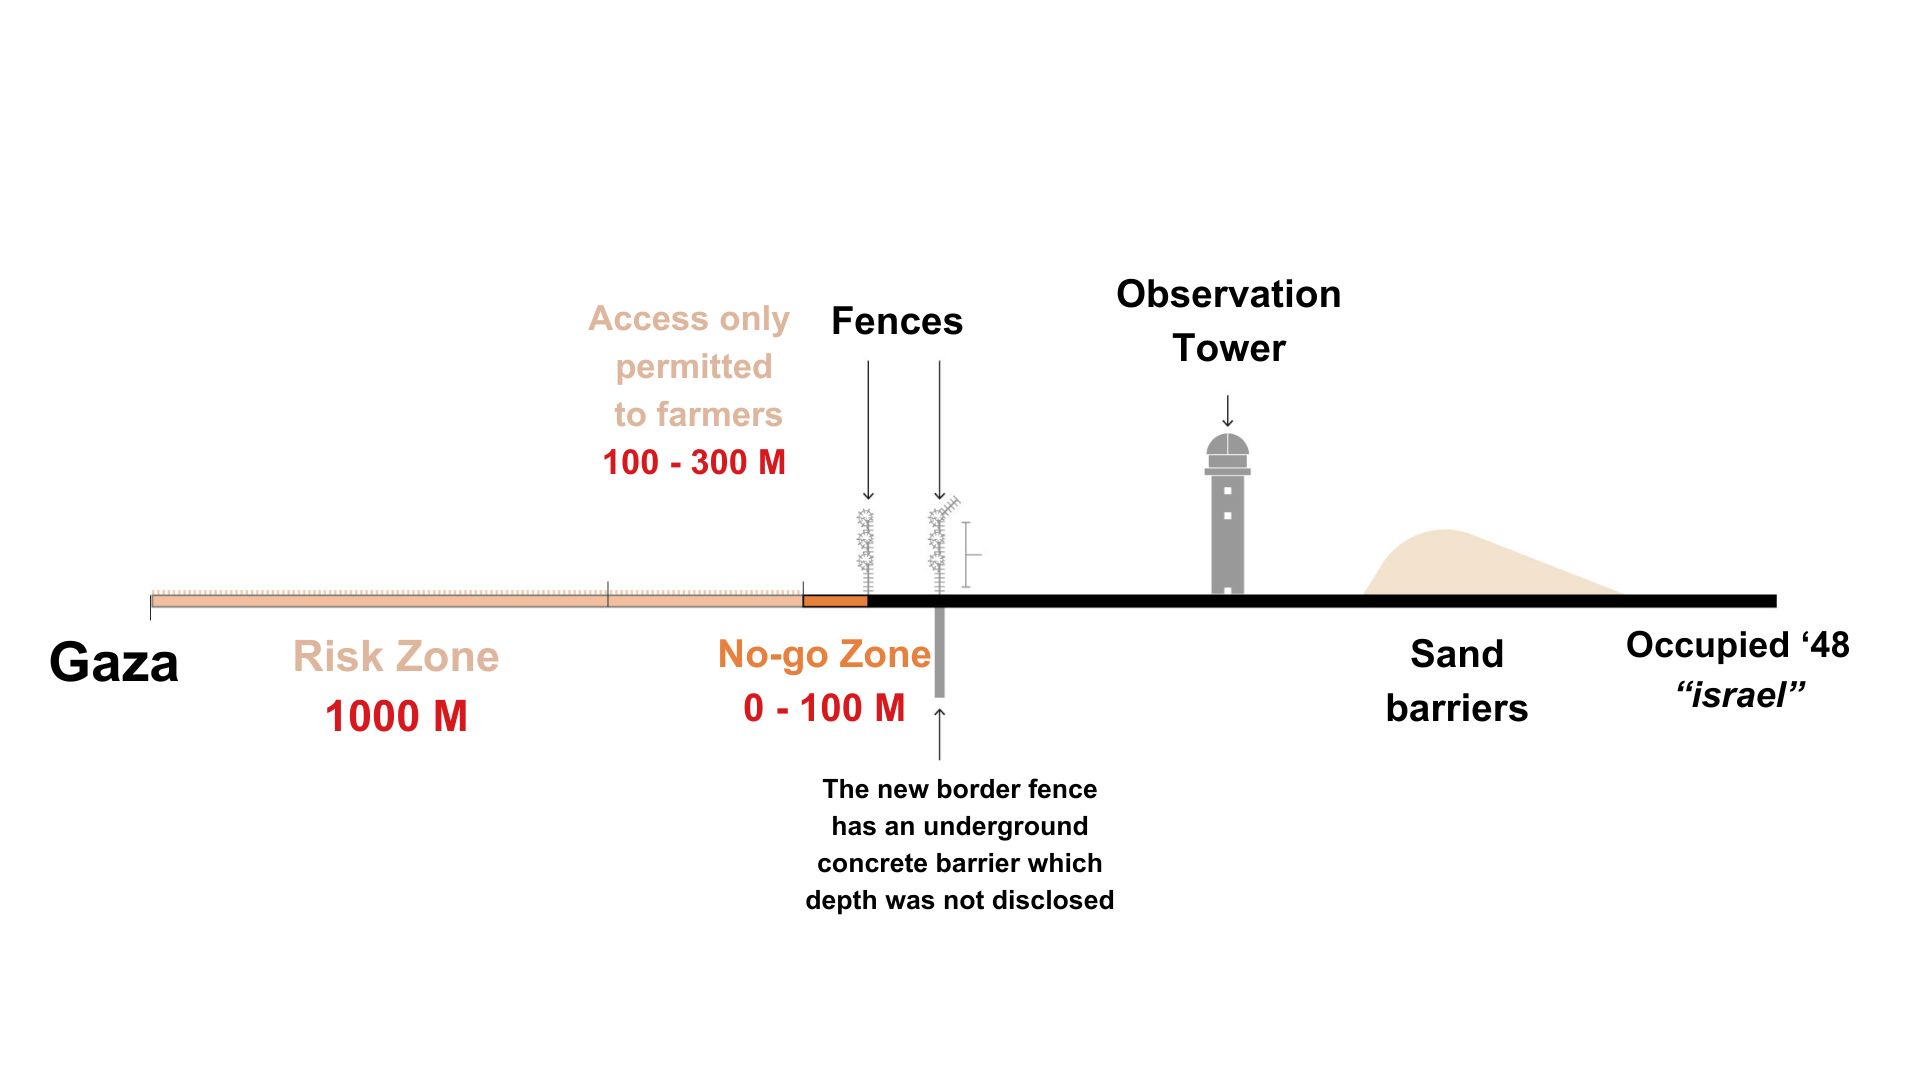 Observation
Tower
Access only
permitted
to farmers
100 - 300 M
Fences
Gaza
Risk Zone
1000 M
No-go Zone
0 - 100 M
Sand
barriers
Occupied ‘48
“israel”
The new border fence
has an underground
concrete barrier which
depth was not disclosed